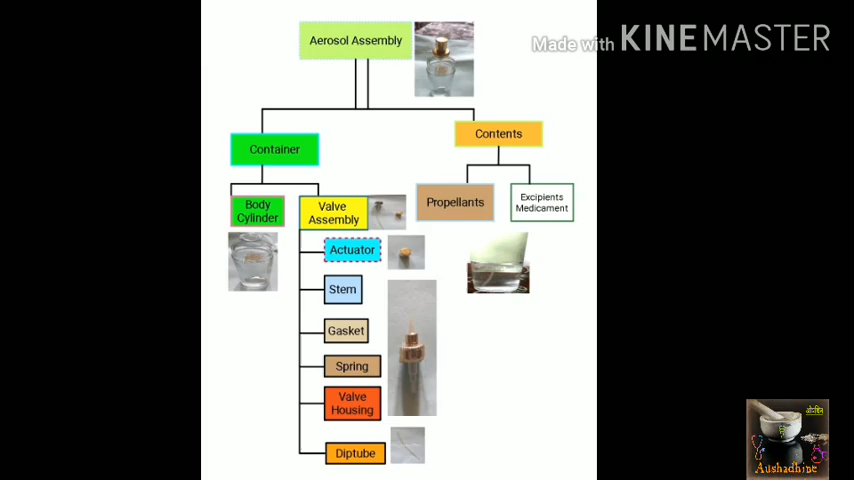 Aerosol Assembly
Made with KINEMASTER
Contents
Container
Propellants
Excipients
Medicament
Body
Cylinder
Valve
Assembly
Actuator
Stem
Gasket
Spring
Valve
Housing
Diptube
Aushadhine